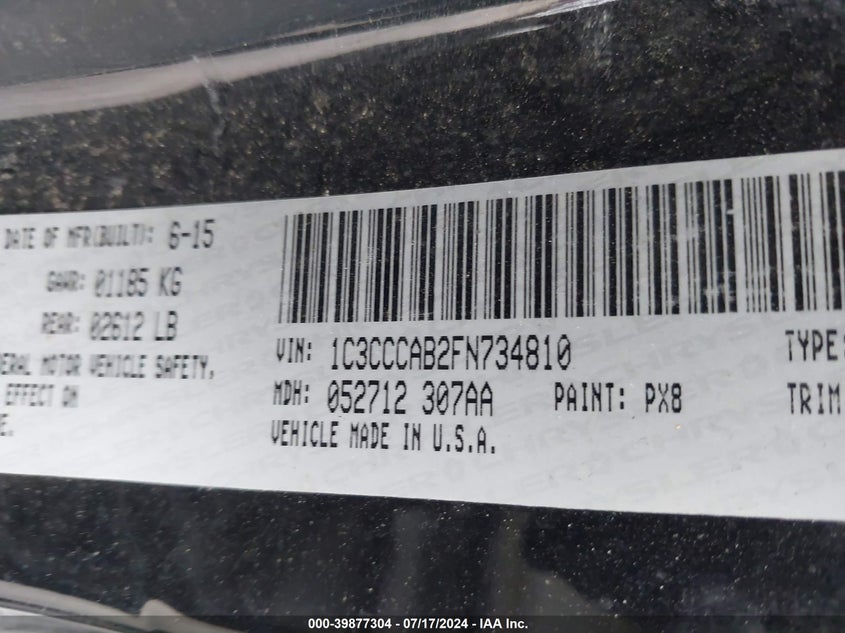 DATE OF MFR(BUILT): 6-15
GAWR: 01185 KG
REAR: 02612 LB
ERAL MOTOR VEHICLE SAFETY,
EFFECT ON
E.
VIN: 1C3CCCAB2FN734810
TYPE:
MDH: 052712 307AA PAINT: PX8
TRIM
VEHICLE MADE IN U.S.A.
000-39877304 / 07/17/2024 - IAA Inc.